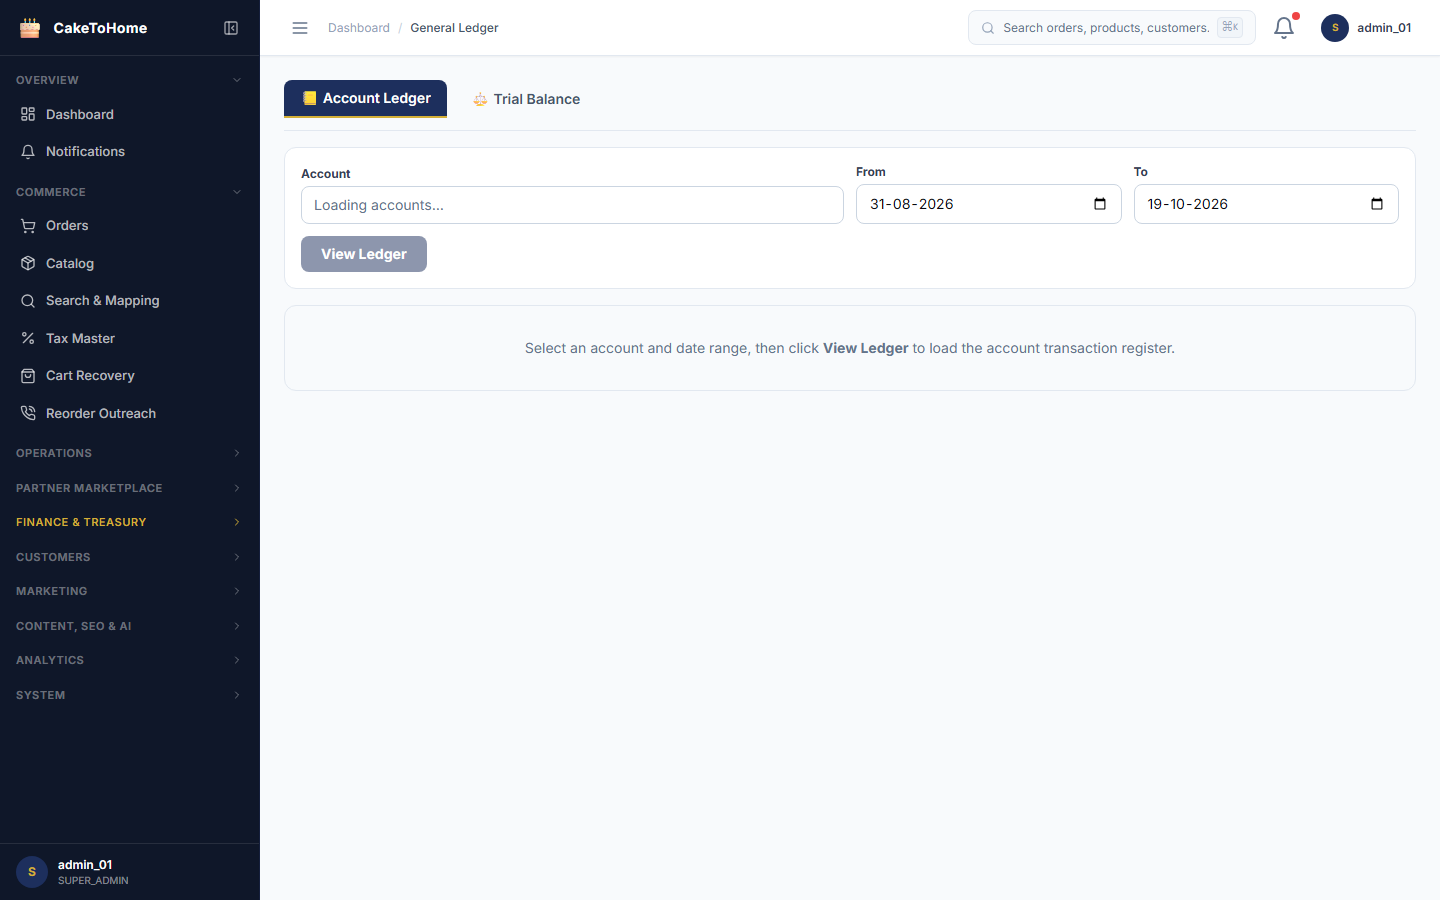 CakeToHome
Dashboard / General Ledger
Search orders, products, customers.
⌘K
S
admin_01
OVERVIEW
Dashboard
Notifications
COMMERCE
Orders
Catalog
Search & Mapping
Tax Master
Cart Recovery
Reorder Outreach
OPERATIONS
PARTNER MARKETPLACE
FINANCE & TREASURY
CUSTOMERS
MARKETING
CONTENT, SEO & AI
ANALYTICS
SYSTEM
S
admin_01
SUPER_ADMIN
Account Ledger
Trial Balance
Account
From
To
Loading accounts...
31-08-2026
19-10-2026
View Ledger
Select an account and date range, then click View Ledger to load the account transaction register.